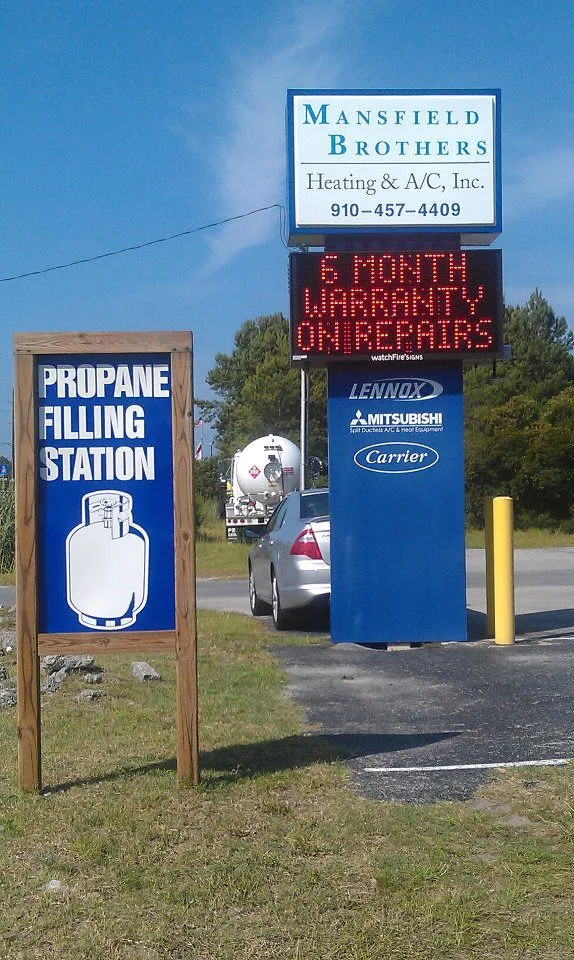 MANSFIELD
BROTHERS
Heating & A/C, Inc.
910-457-4409
6 MONTH
WARRANTY
ON REPAIRS
watchFire SIGNS
LENNOX
MITSUBISHI
Split Ductless A/C & Heat Equipment
Carrier
PROPANE
FILLING
STATION